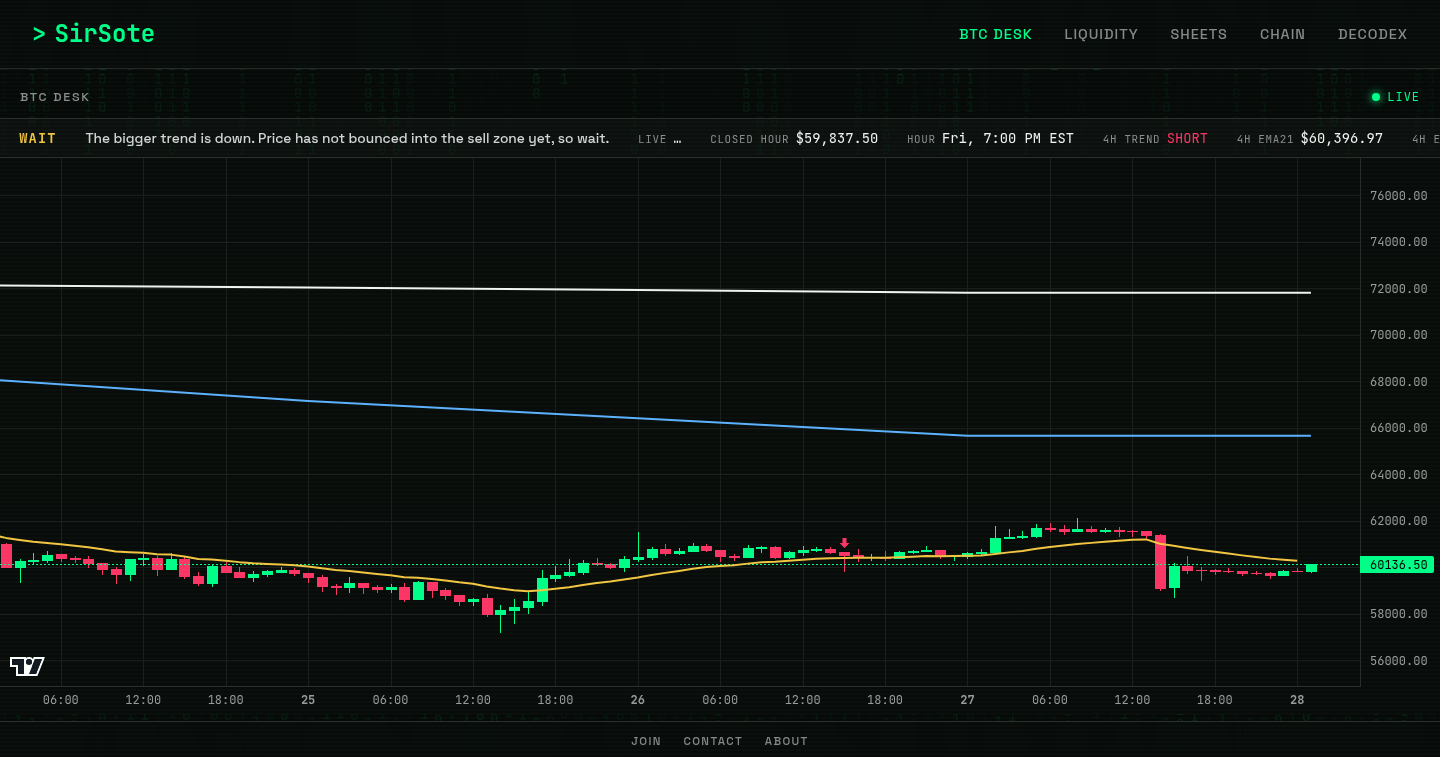 > SirSote
BTC DESK LIQUIDITY SHEETS CHAIN DECODEX
BTC DESK
LIVE
WAIT The bigger trend is down. Price has not bounced into the sell zone yet, so wait. LIVE … CLOSED HOUR $59,837.50 HOUR Fri, 7:00 PM EST 4H TREND SHORT 4H EMA21 $60,396.97 4H E
76000.00
74000.00
72000.00
70000.00
68000.00
66000.00
64000.00
62000.00
60136.50
58000.00
56000.00
06:00 12:00 18:00 25 06:00 12:00 18:00 26 06:00 12:00 18:00 27 06:00 12:00 18:00 28
JOIN CONTACT ABOUT